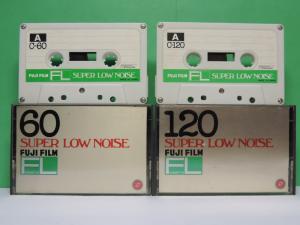 A
C-60
FUJI FILM FL SUPER LOW NOISE
A
C-120
FUJI FILM FL SUPER LOW NOISE
60
SUPER LOW NOISE
FUJI FILM
FL
120
SUPER LOW NOISE
FUJI FILM
FL